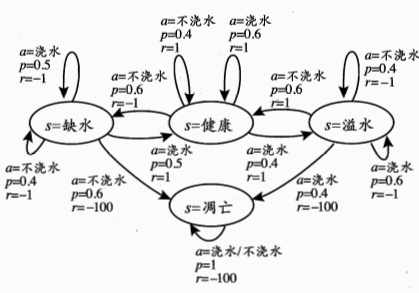 a=浇水
p=0.5
r=-1
a=不浇水
p=0.4
r=1
a=浇水
p=0.6
r=1
a=不浇水
p=0.4
r=-1
a=不浇水
p=0.6
r=-1
a=不浇水
p=0.6
r=1
s=缺水
s=健康
s=溢水
a=不浇水
p=0.4
r=-1
a=不浇水
p=0.6
r=-100
a=浇水
p=0.5
r=1
a=浇水
p=0.4
r=1
a=浇水
p=0.4
r=-100
a=浇水
p=0.6
r=-1
s=凋亡
a=浇水/不浇水
p=1
r=-100